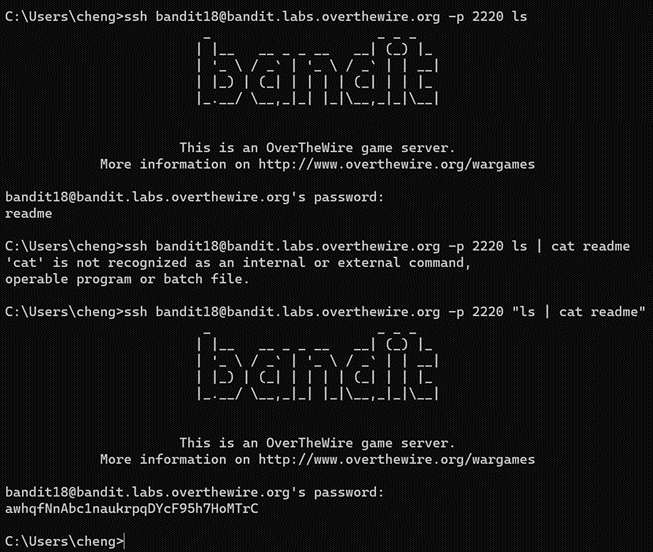 C:\Users\cheng>ssh bandit18@bandit.labs.overthewire.org -p 2220 ls
bandit
This is an OverTheWire game server.
More information on http://www.overthewire.org/wargames
bandit18@bandit.labs.overthewire.org's password:
readme
C:\Users\cheng>ssh bandit18@bandit.labs.overthewire.org -p 2220 ls | cat readme
'cat' is not recognized as an internal or external command,
operable program or batch file.
C:\Users\cheng>ssh bandit18@bandit.labs.overthewire.org -p 2220 "ls | cat readme"
bandit
This is an OverTheWire game server.
More information on http://www.overthewire.org/wargames
bandit18@bandit.labs.overthewire.org's password:
awhqfNnAbc1naukrpqDYcF95h7HoMTrC
C:\Users\cheng>